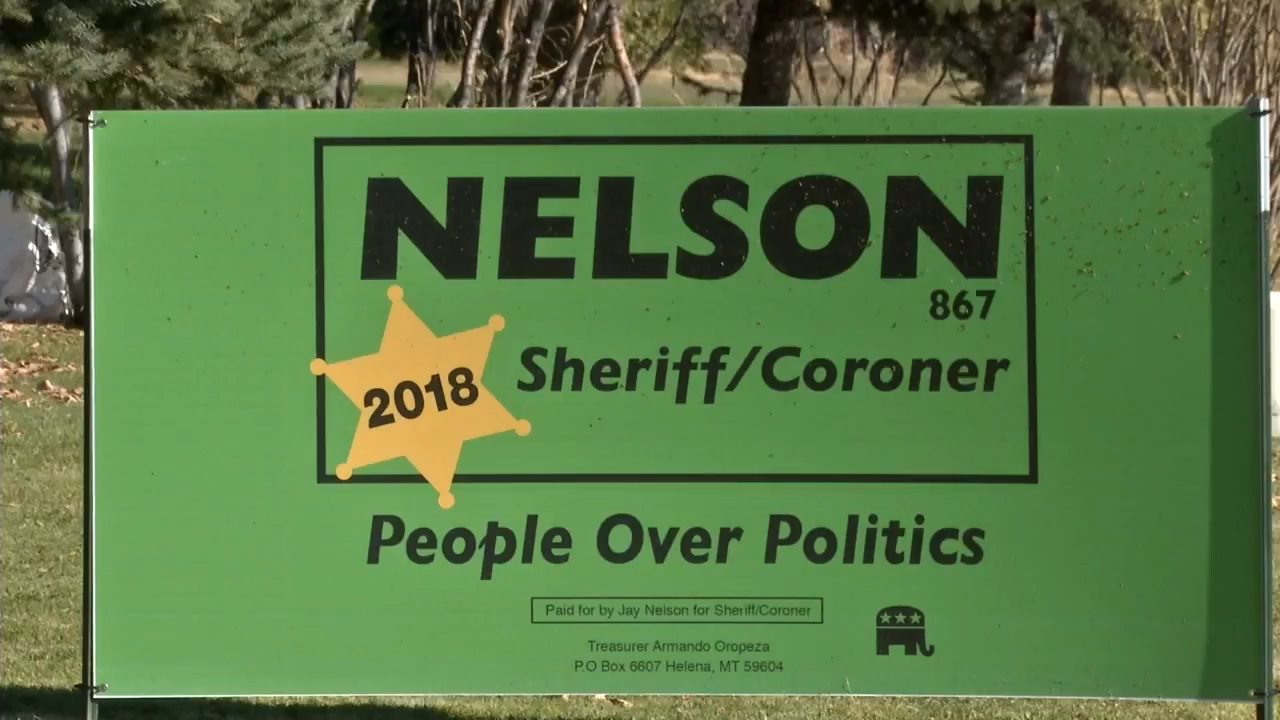 NELSON
867
2018
Sheriff/Coroner
People Over Politics
Paid for by Jay Nelson for Sheriff/Coroner
Treasurer Armando Oropeza
P.O Box 6607 Helena, MT 59604